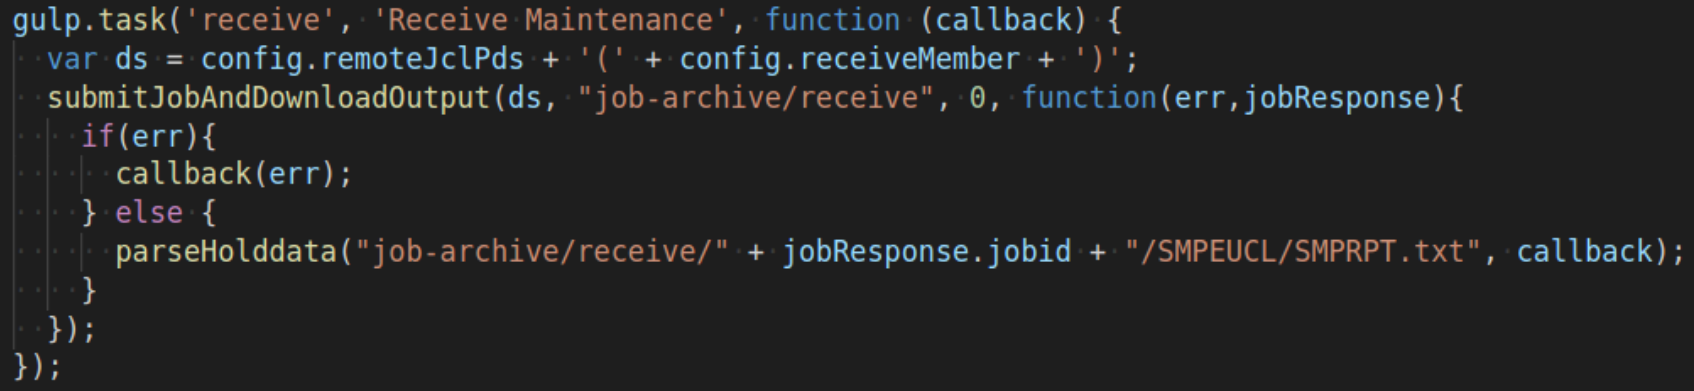 gulp.task('receive', 'Receive Maintenance', function (callback) {
  var ds = config.remoteJclPds + '(' + config.receiveMember + ')';
  submitJobAndDownloadOutput(ds, "job-archive/receive", 0, function(err,jobResponse){
    if(err){
      callback(err);
    } else {
      parseHolddata("job-archive/receive/" + jobResponse.jobid + "/SMPEUCL/SMPRPT.txt", callback);
    }
  });
});